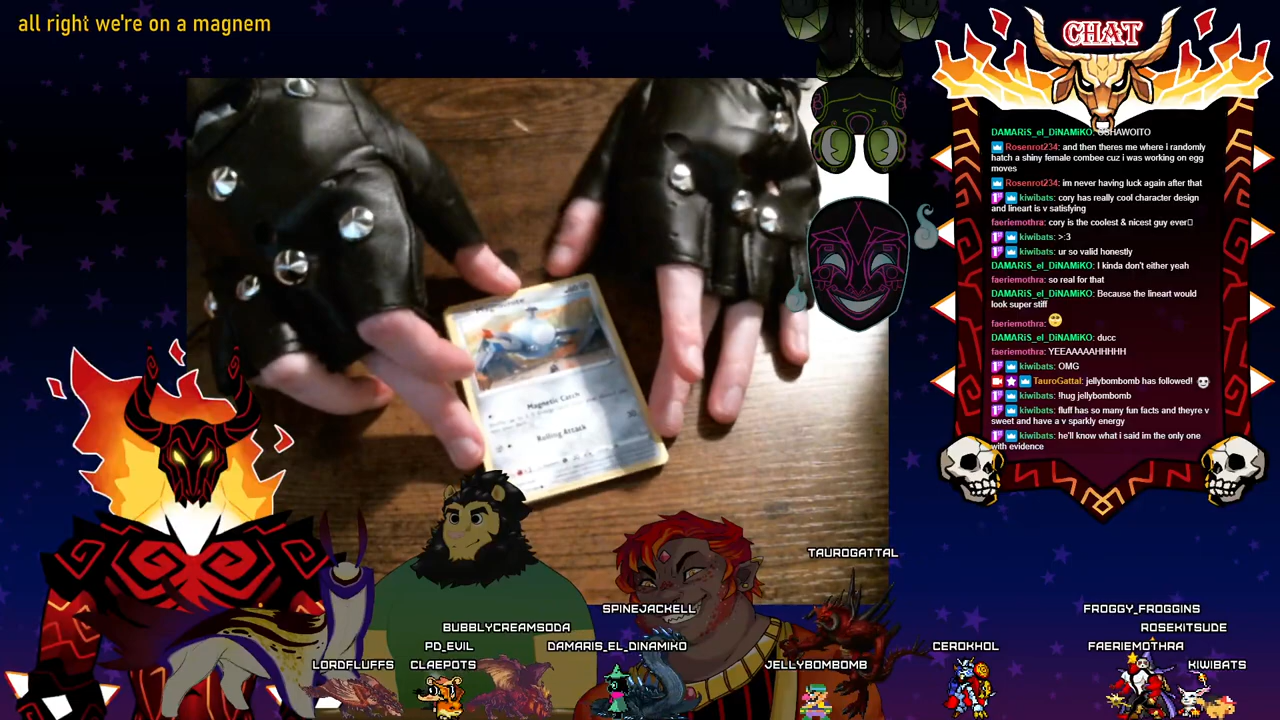 all right we're on a magnem
CHAT
DAMARiS_el_DiNAMiKO: OSHAWOITO
Rosenrot234: and then theres me where i randomly
hatch a shiny female combee cuz i was working on egg
moves
Rosenrot234: im never having luck again after that
kiwibats: cory has really cool character design
and lineart is v satisfying
faeriemothra: cory is the coolest & nicest guy ever
kiwibats: >:3
kiwibats: ur so valid honestly
DAMARiS_el_DiNAMiKO: I kinda don't either yeah
faeriemothra: so real for that
DAMARiS_el_DiNAMiKO: Because the lineart would
look super stiff
faeriemothra:
DAMARiS_el_DiNAMiKO: ducc
faeriemothra: YEEAAAAAHHHHH
kiwibats: OMG
TauroGattal: jellybombomb has followed!
kiwibats: !hug jellybombomb
kiwibats: fluff has so many fun facts and theyre v
sweet and have a v sparkly energy
kiwibats: he'll know what i said im the only one
with evidence
Magnetic Catch
Rolling Attack
30
TAUROGATTAL
SPINEJACKELL
FROGGY_FROGGINS
BUBBLYCREAMSODA
ROSEKITSUDE
PD_EVIL
DAMARIS_EL_DINAMIKO
CEROKHOL
FAERIEMOTHRA
LORDFLUFFS
CLAEPOTS
JELLYBOMBOMB
KIWIBATS